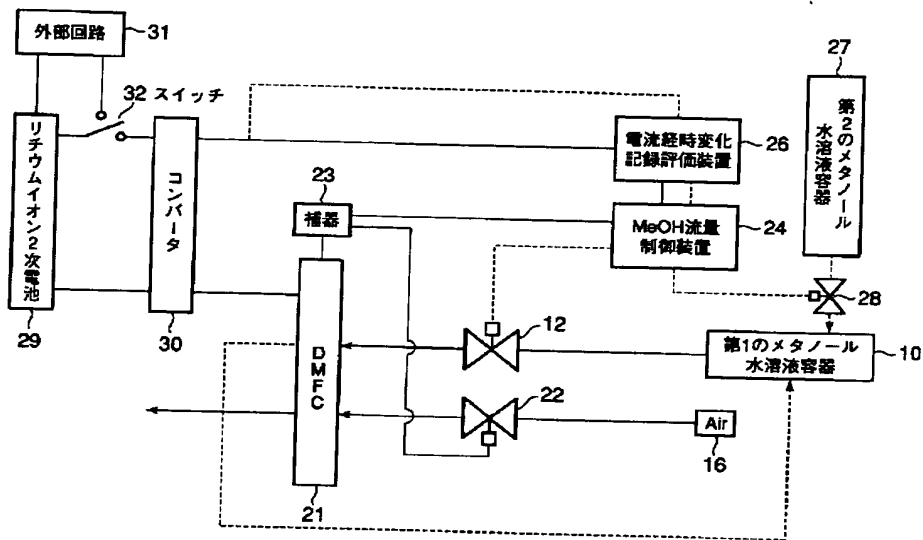 外部回路
31
32 スイッチ
リチウムイオン2次電池
29
コンバータ
30
23
補器
電流経時変化
記録評価装置
26
MeOH流量
制御装置
24
27
第2のメタノール
水溶液容器
28
12
第1のメタノール
水溶液容器
10
DMFC
21
22
Air
16